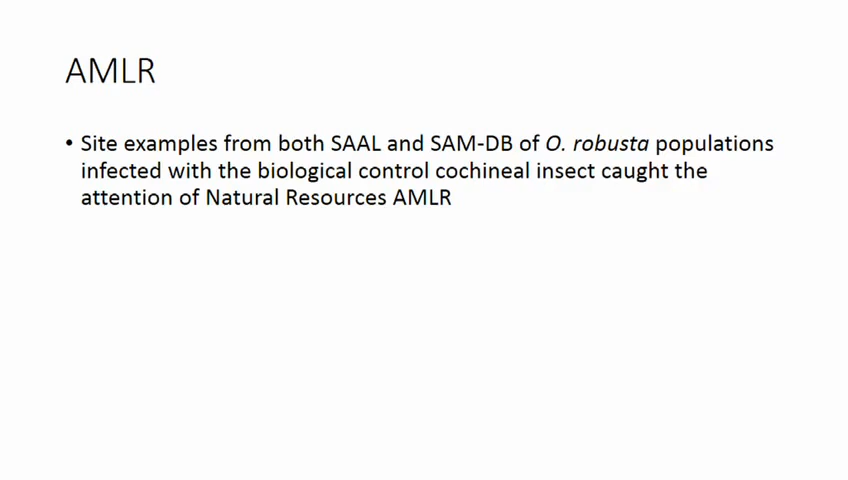 AMLR
• Site examples from both SAAL and SAM-DB of O. robusta populations
infected with the biological control cochineal insect caught the
attention of Natural Resources AMLR